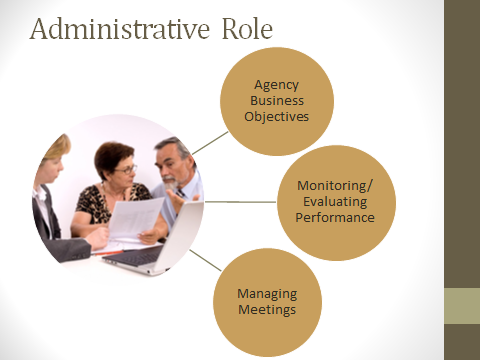 Administrative Role
Agency
Business
Objectives
Monitoring/
Evaluating
Performance
Managing
Meetings